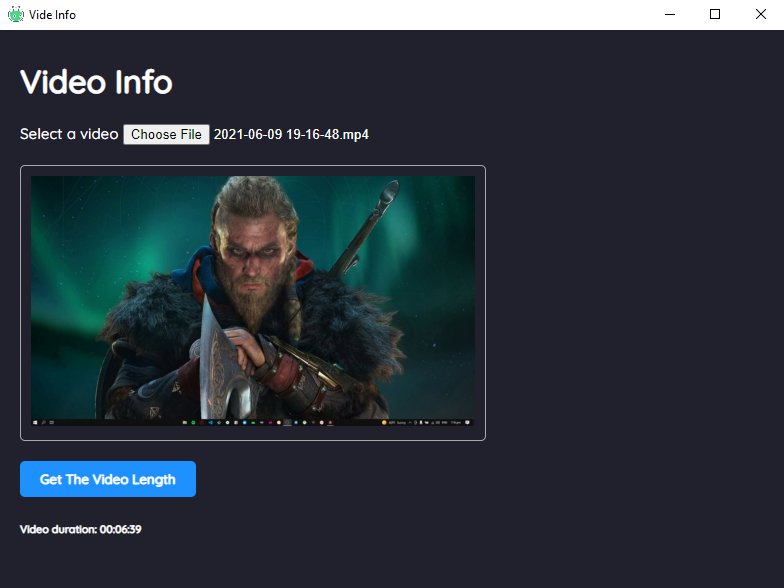 Vide Info
Video Info
Select a video Choose File 2021-06-09 19-16-48.mp4
Get The Video Length
Video duration: 00:06:39